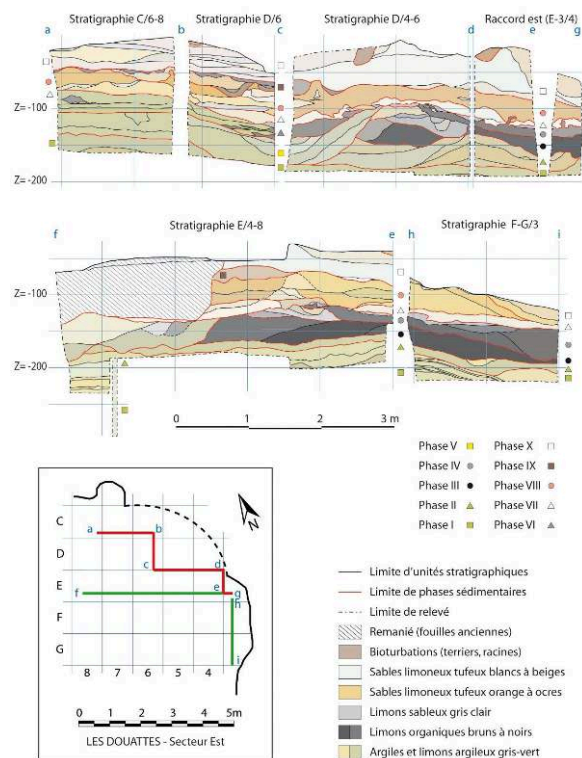 Stratigraphie C/6-8
Stratigraphie D/6
Stratigraphie D/4-6
Raccord est (E-3/4)
a
b
c
d
e
g
Z= -100
Z= -200
Stratigraphie E/4-8
Stratigraphie F-G/3
f
e
h
i
Z= -100
Z= -200
0 1 2 3 m
Phase V
Phase IV
Phase III
Phase II
Phase I
Phase X
Phase IX
Phase VIII
Phase VII
Phase VI
N
C
D
E
F
G
a
b
c
d
e
f
g
h
i
8 7 6 5 4
0 1 2 3 4 5m
LES DOUATTES - Secteur Est
Limite d'unités stratigraphiques
Limite de phases sédimentaires
Limite de relevé
Remanié (fouilles anciennes)
Bioturbations (terriers, racines)
Sables limoneux tufeux blancs à beiges
Sables limoneux tufeux orange à ocres
Limons sableux gris clair
Limons organiques bruns à noirs
Argiles et limons argileux gris-vert